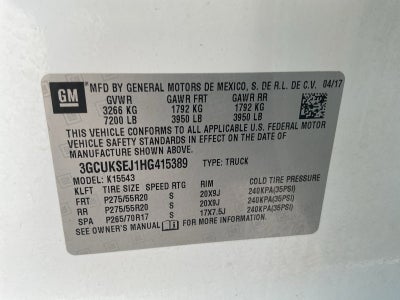 GM MFD BY GENERAL MOTORS DE MEXICO, S. DE R.L. DE C.V. 04/17
GVWR GAWR FRT GAWR RR
3266 KG 1792 KG 1792 KG
7200 LB 3950 LB 3950 LB
THIS VEHICLE CONFORMS TO ALL APPLICABLE U.S. FEDERAL MOTOR
VEHICLE SAFETY STANDARDS IN EFFECT ON THE DATE OF
MANUFACTURE SHOWN ABOVE.
3GCUKSEJ1HG415389 TYPE: TRUCK
MODEL: K15543
KLFT TIRE SIZE SPEED RTG RIM COLD TIRE PRESSURE
FRT P275/55R20 S 20X9J 240KPA(35PSI)
RR P275/55R20 S 20X9J 240KPA(35PSI)
SPA P265/70R17 S 17X7.5J 240KPA(35PSI)
SEE OWNER'S MANUAL FOR MORE INFORMATION.